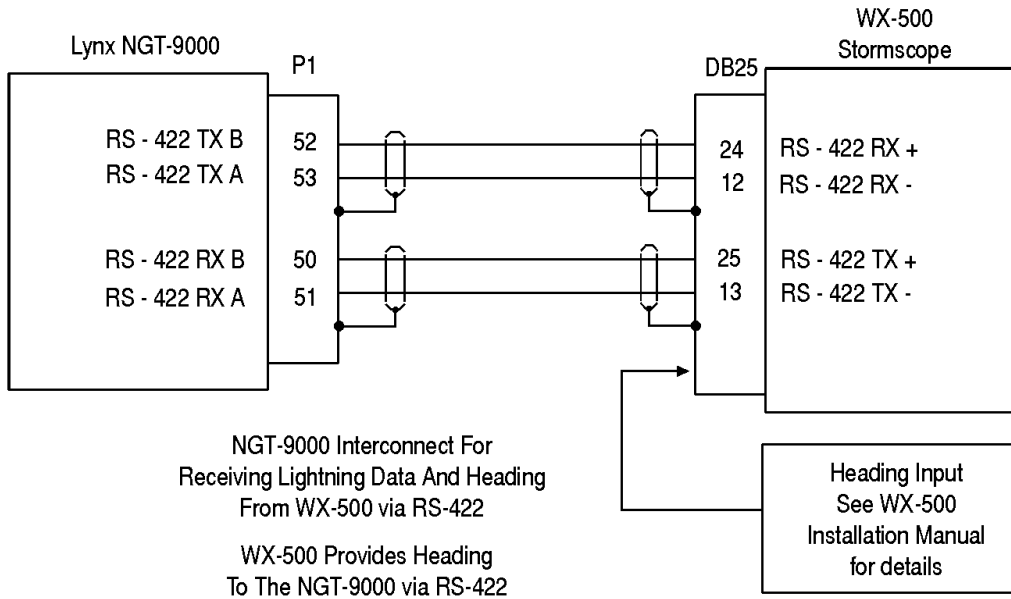 Lynx NGT-9000
P1
RS - 422 TX B
52
RS - 422 TX A
53
RS - 422 RX B
50
RS - 422 RX A
51
WX-500
Stormscope
DB25
24
RS - 422 RX +
12
RS - 422 RX -
25
RS - 422 TX +
13
RS - 422 TX -
NGT-9000 Interconnect For
Receiving Lightning Data And Heading
From WX-500 via RS-422
WX-500 Provides Heading
To The NGT-9000 via RS-422
Heading Input
See WX-500
Installation Manual
for details